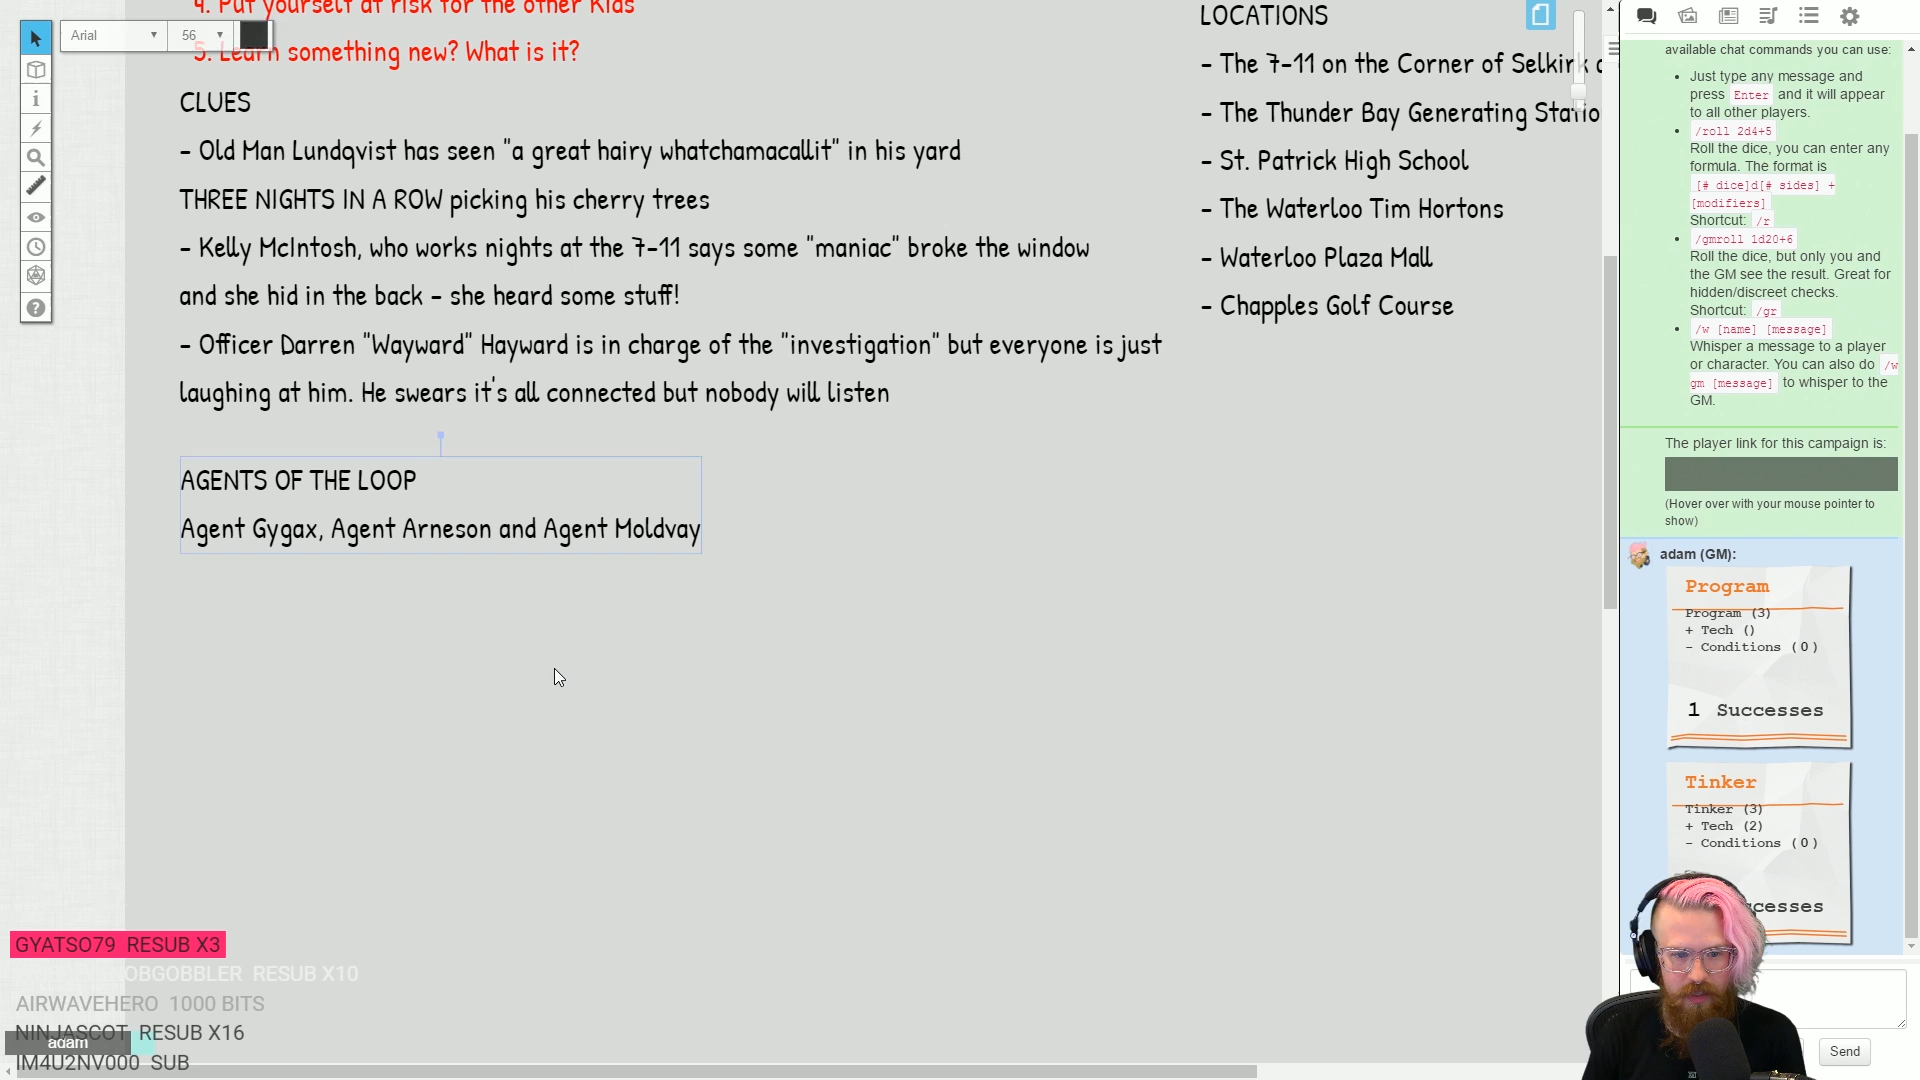 4. Put yourself at risk for the other Kids
Arial
56
5. Learn something new? What is it?
CLUES
- Old Man Lundqvist has seen "a great hairy whatchamacallit" in his yard
THREE NIGHTS IN A ROW picking his cherry trees
- Kelly McIntosh, who works nights at the 7-11 says some "maniac" broke the window
and she hid in the back - she heard some stuff!
- Officer Darren "Wayward" Hayward is in charge of the "investigation" but everyone is just
laughing at him. He swears it's all connected but nobody will listen
AGENTS OF THE LOOP
Agent Gygax, Agent Arneson and Agent Moldvay
LOCATIONS
- The 7-11 on the Corner of Selkirk
- The Thunder Bay Generating Statio
- St. Patrick High School
- The Waterloo Tim Hortons
- Waterloo Plaza Mall
- Chapples Golf Course
available chat commands you can use:
• Just type any message and
press Enter and it will appear
to all other players.
• /roll 2d4+5
Roll the dice, you can enter any
formula. The format is
[# dice]d[# sides] +
[modifiers]
Shortcut: /r
• /gmroll 1d20+6
Roll the dice, but only you and
the GM see the result. Great for
hidden/discreet checks.
Shortcut: /gr
• /w [name] [message]
Whisper a message to a player
or character. You can also do /w
gm [message] to whisper to the
GM.
The player link for this campaign is:
(Hover over with your mouse pointer to
show)
adam (GM):
Program
Program (3)
+ Tech ()
- Conditions (0)
1 Successes
Tinker
Tinker (3)
+ Tech (2)
- Conditions (0)
cesses
Send
GYATSO79 RESUB X3
OBGOBBLER RESUB X10
AIRWAVEHERO 1000 BITS
NINJASCOT RESUB X16
adam
IM4U2NV000 SUB